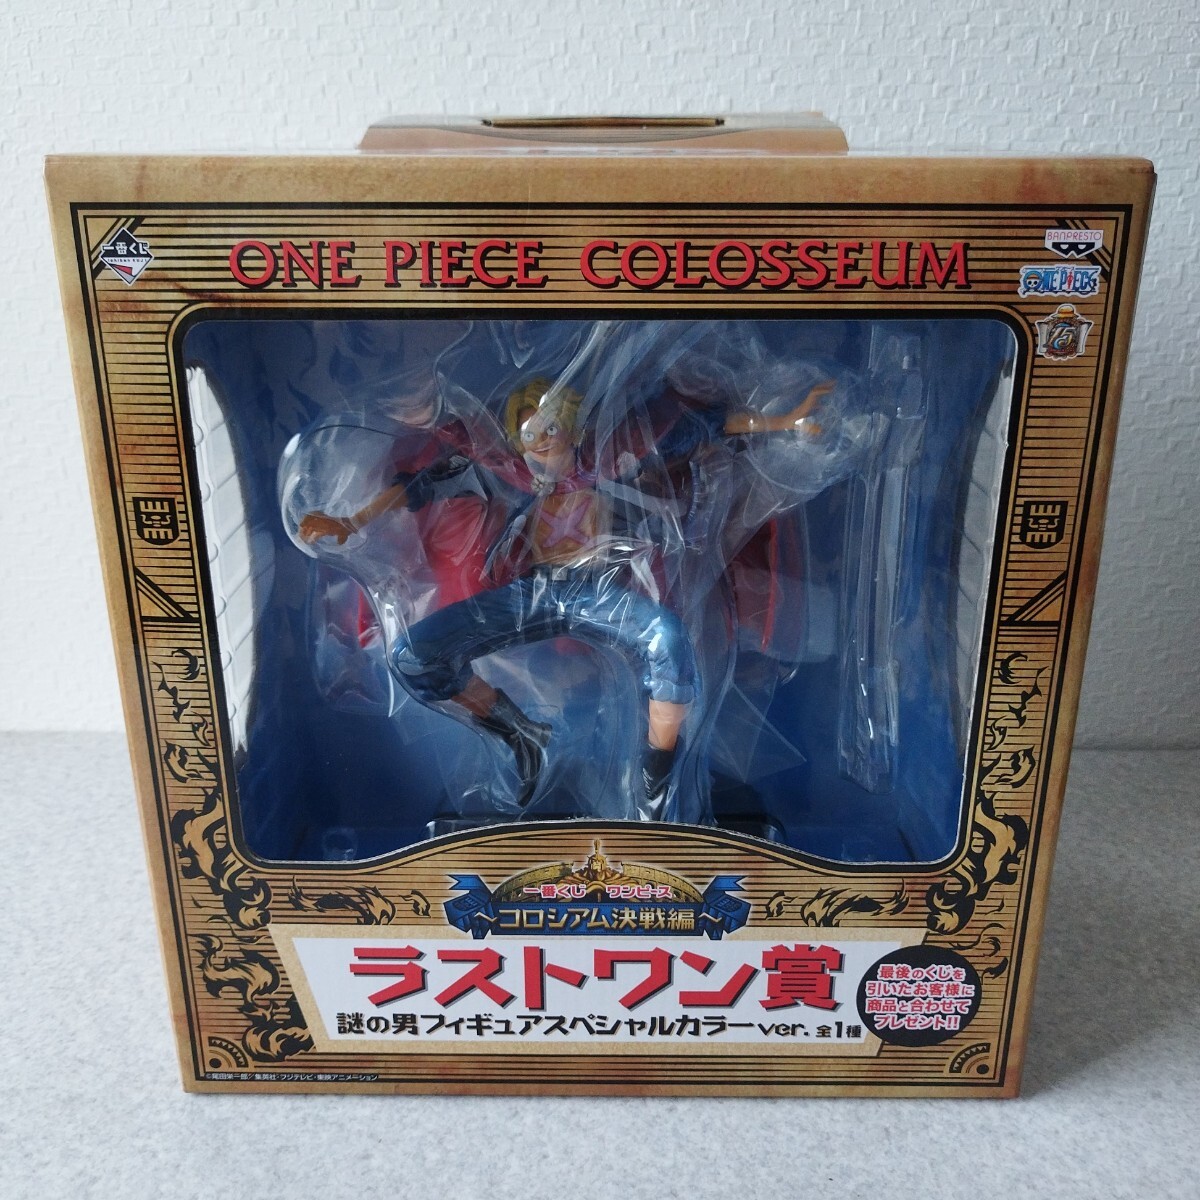 一番くじ
ichiban KUJI
ONE PIECE COLOSSEUM
BANPRESTO
ONE PIECE
15
一番くじ ワンピース
~コロシアム決戦編~
ラストワン賞
謎の男フィギュアスペシャルカラーver. 全1種
最後のくじを
引いたお客様に
商品と合わせて
プレゼント!!
©尾田栄一郎/集英社・フジテレビ・東映アニメーション